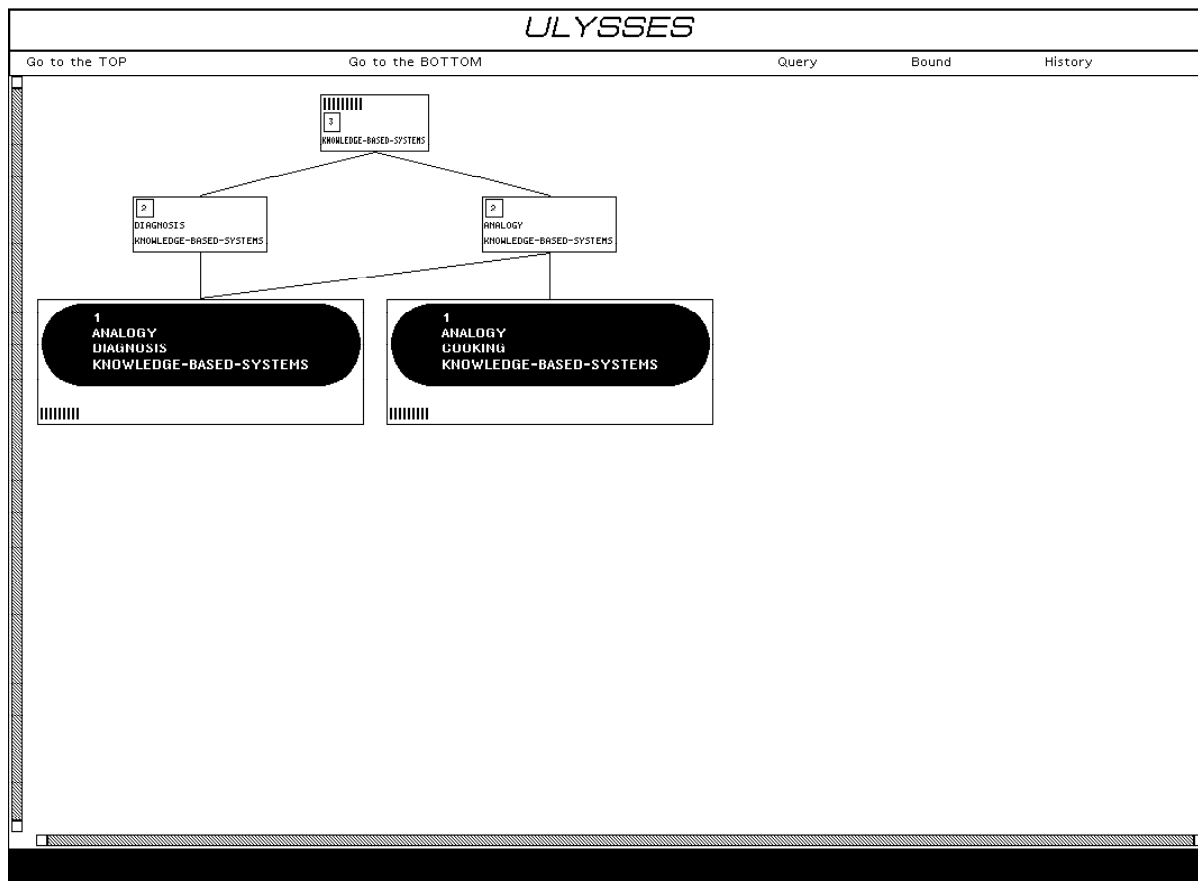 ULYSSES
Go to the TOP Go to the BOTTOM Query Bound History
3
KNOWLEDGE-BASED-SYSTEMS
2
DIAGNOSIS
KNOWLEDGE-BASED-SYSTEMS
2
ANALOGY
KNOWLEDGE-BASED-SYSTEMS
1
ANALOGY
DIAGNOSIS
KNOWLEDGE-BASED-SYSTEMS
1
ANALOGY
COOKING
KNOWLEDGE-BASED-SYSTEMS